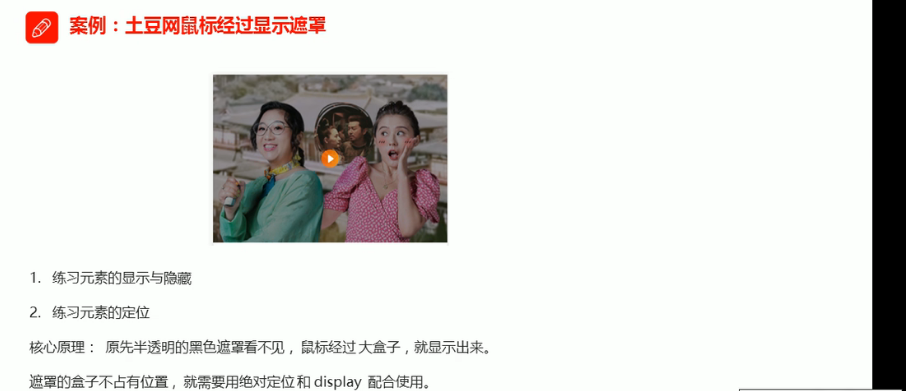 案例：土豆网鼠标经过显示遮罩
1. 练习元素的显示与隐藏
2. 练习元素的定位
核心原理： 原先半透明的黑色遮罩看不见，鼠标经过 大盒子，就显示出来。
遮罩的盒子不占有位置，就需要用绝对定位 和 display 配合使用。